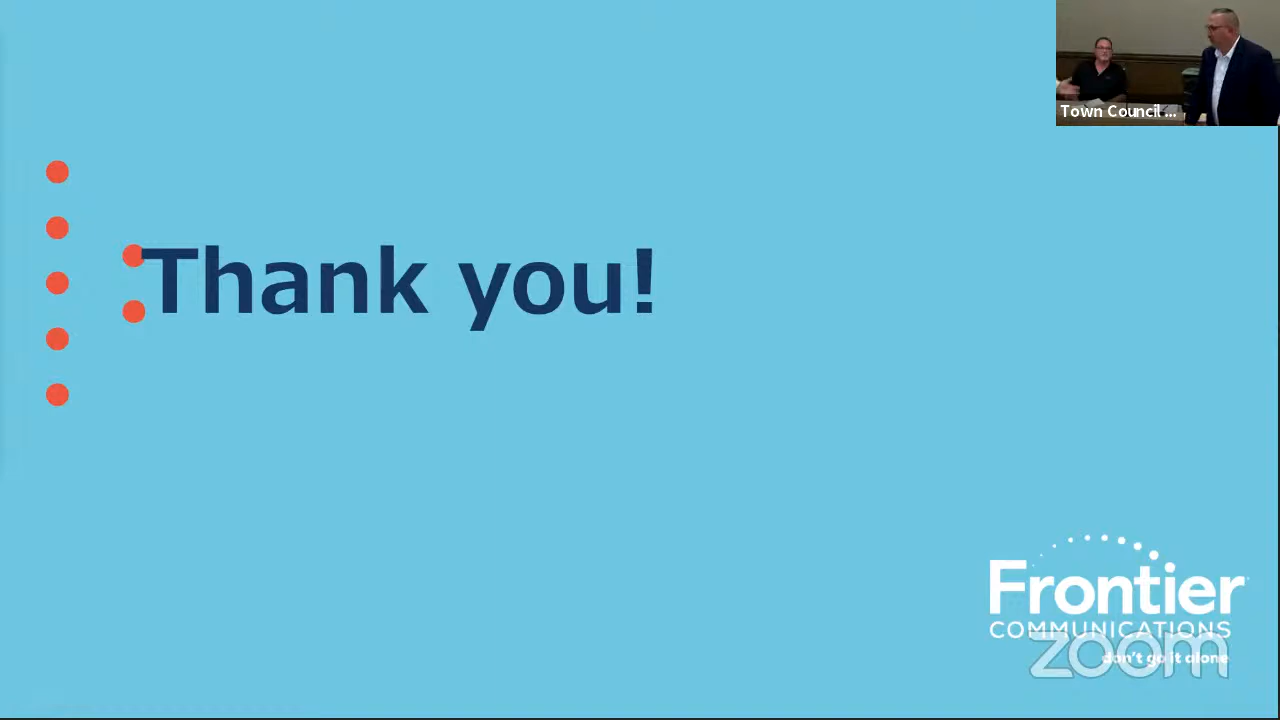 Town Council ...
Thank you!
Frontier
COMMUNICATIONS
zoom
don't go it alone